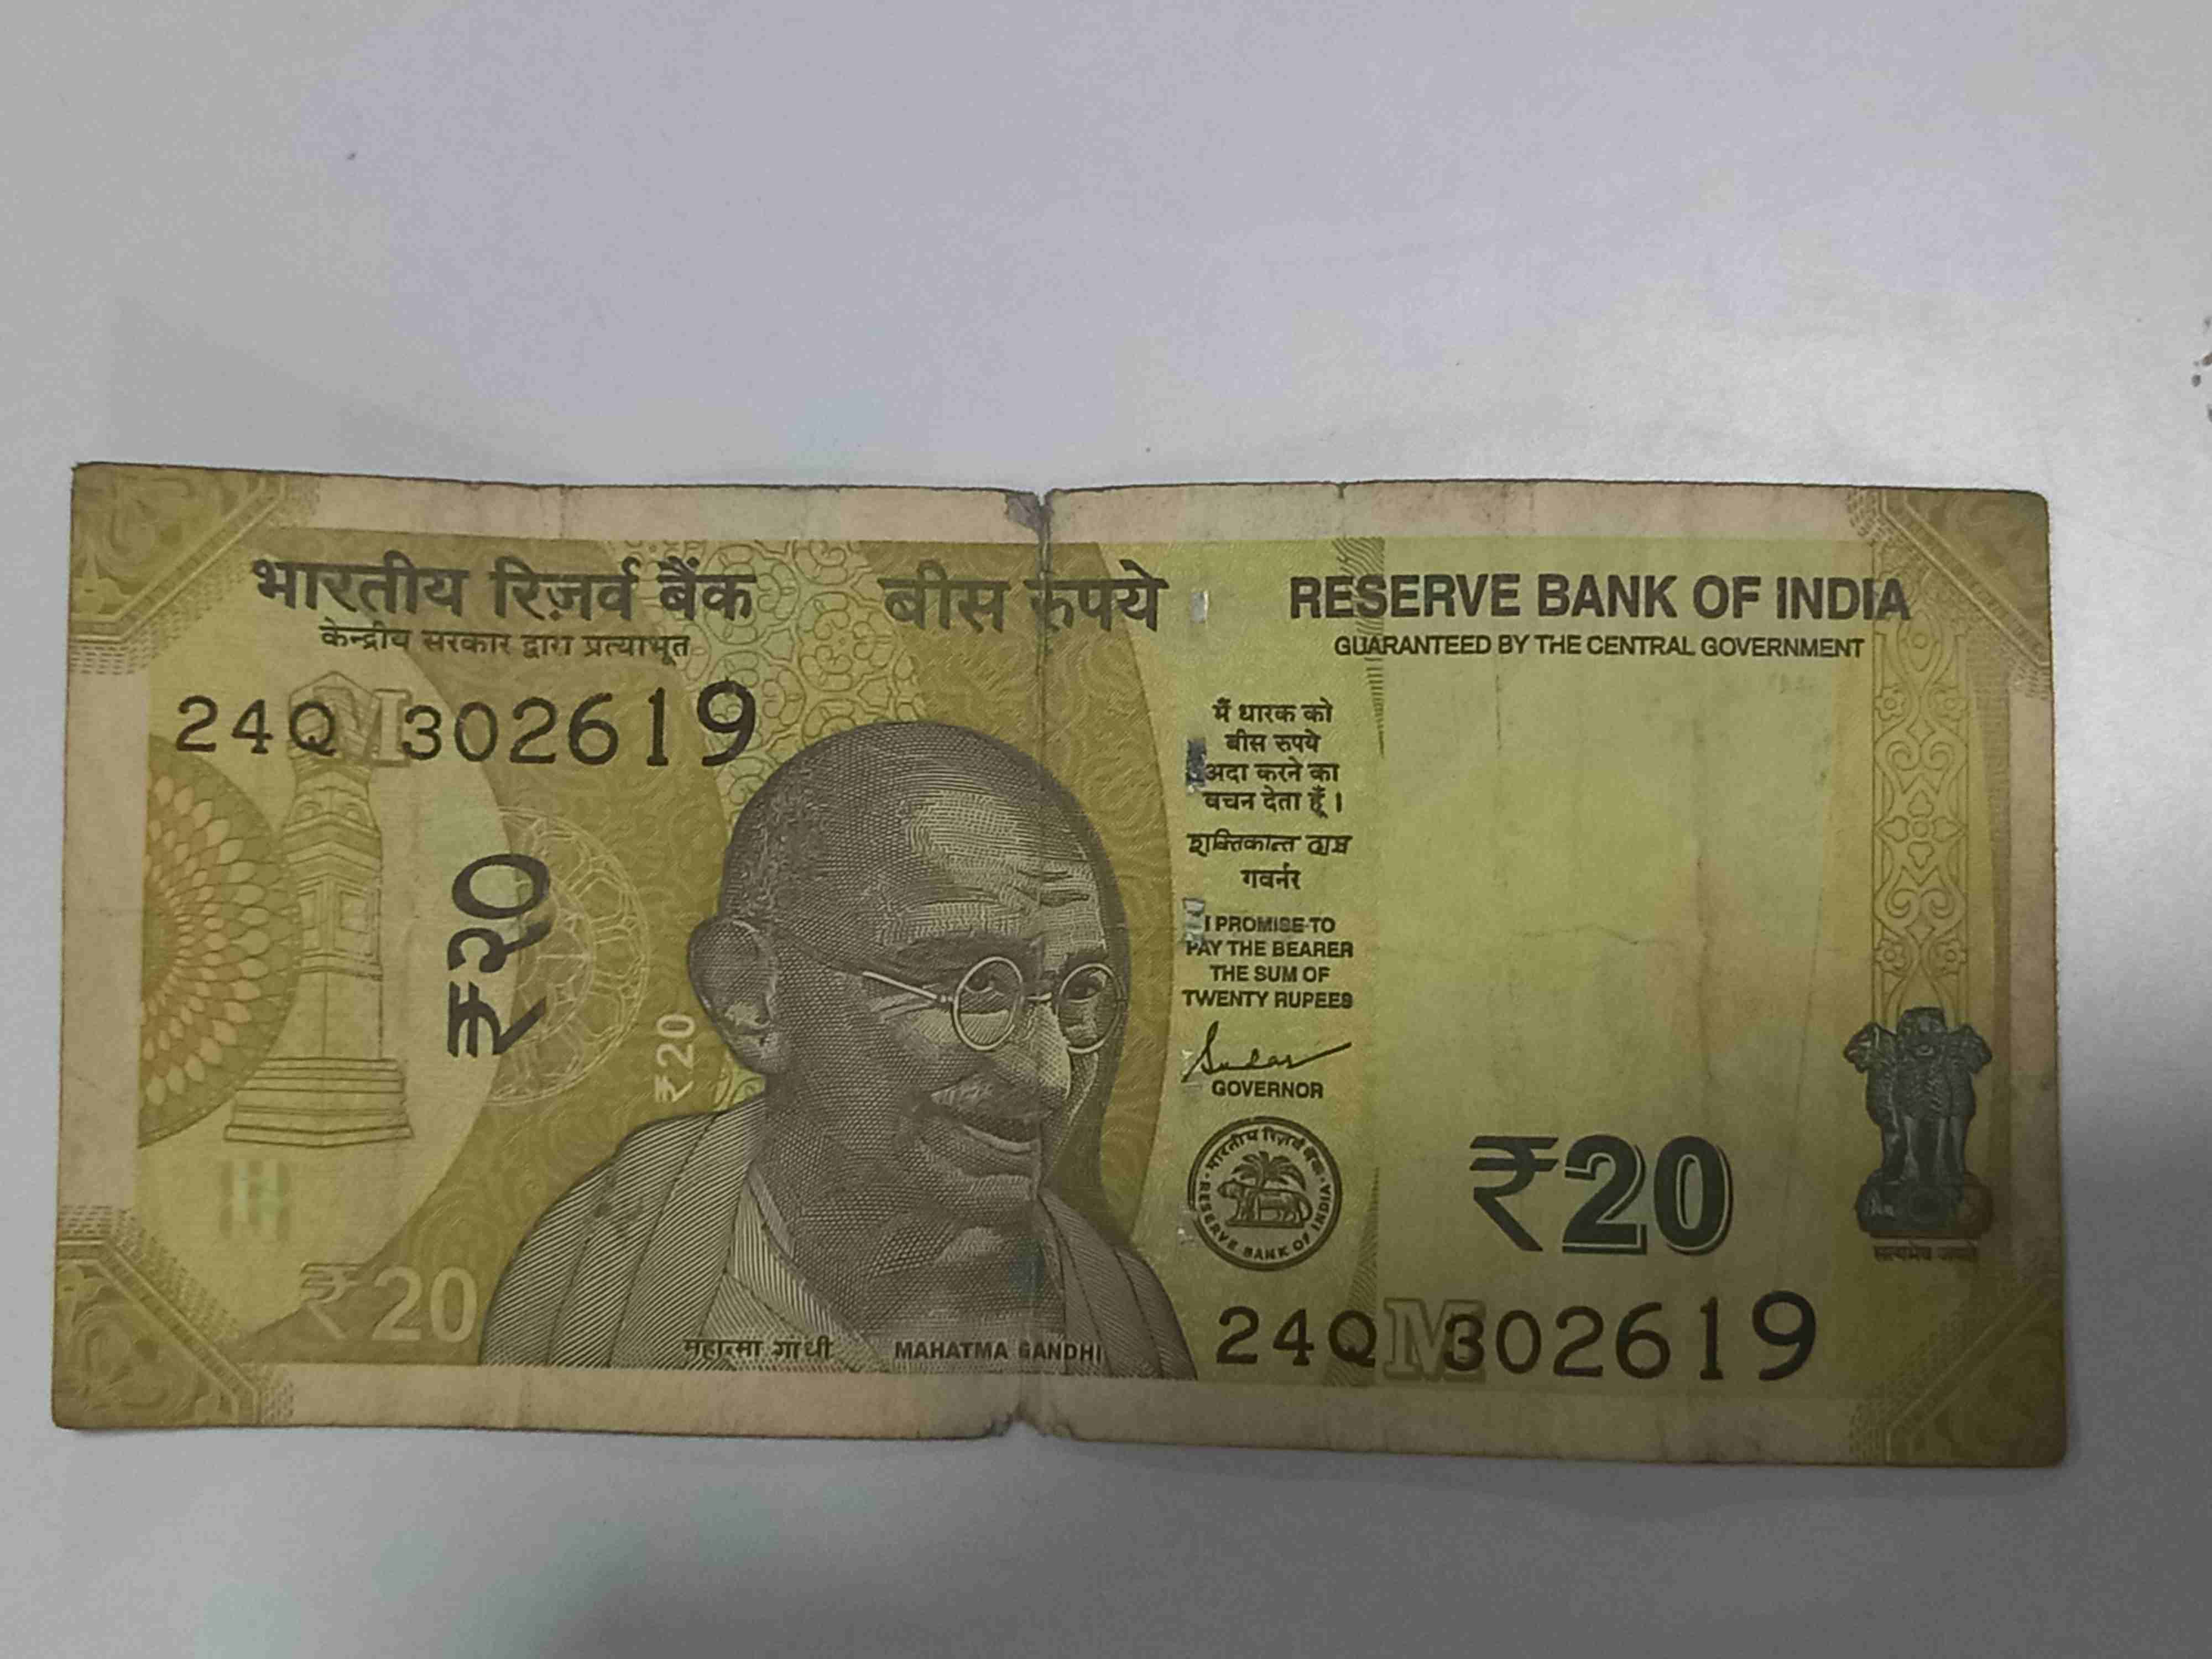 भारतीय रिज़र्व बैंक
केन्द्रीय सरकार द्वारा प्रत्याभूत
बीस रुपये
RESERVE BANK OF INDIA
GUARANTEED BY THE CENTRAL GOVERNMENT
24Q 302619
M
₹२०
₹20
₹20
मैं धारक को
बीस रुपये
अदा करने का
वचन देता हूँ।
शक्तिकान्त दास
गवर्नर
I PROMISE TO
PAY THE BEARER
THE SUM OF
TWENTY RUPEES
GOVERNOR
भारतीय रिज़र्व बैंक
RESERVE BANK OF INDIA
₹20
सत्यमेव जयते
महात्मा गांधी MAHATMA GANDHI
24Q 302619
M